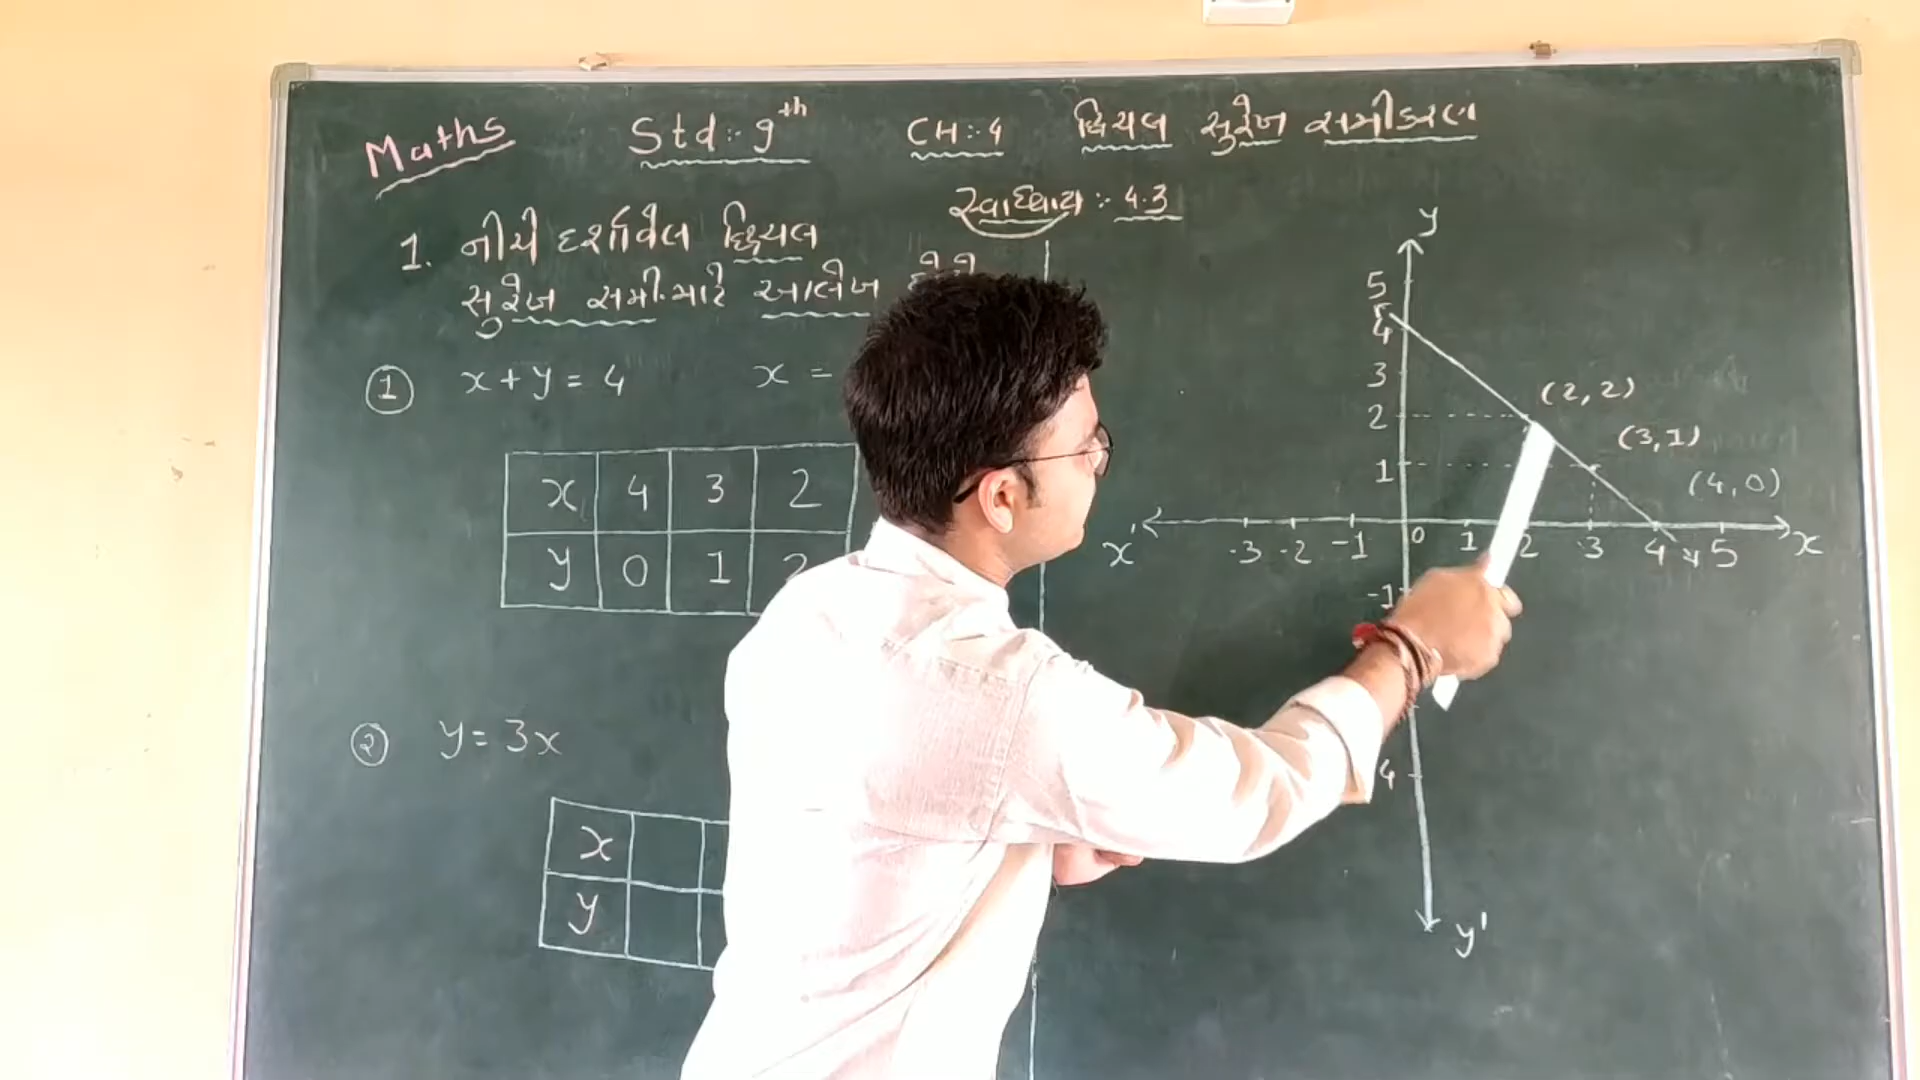 Maths Std:- 9th CH:-4 દ્વિચલ સુરેખ સમીકરણ
સ્વાધ્યાય :- 4.3
1. નીચે દર્શાવેલ દ્વિચલ
સુરેખ સમી. માટે આલેખ
① x + y = 4 x =
x 4 3 2
y 0 1 2
② y = 3x
x
y
y
5
4
3
2
1
(2, 2)
(3, 1)
(4, 0)
x' -3 -2 -1 0 1 2 3 4 5 x
-1
4
y'